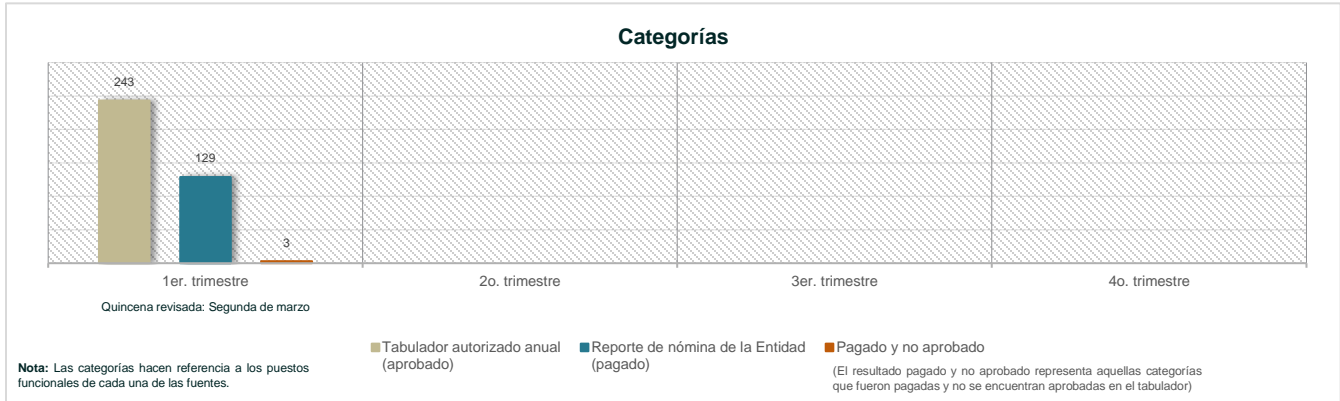 Categorías
243
129
3
1er. trimestre
2o. trimestre
3er. trimestre
4o. trimestre
Quincena revisada: Segunda de marzo
Tabulador autorizado anual
(aprobado)
Reporte de nómina de la Entidad
(pagado)
Pagado y no aprobado
(El resultado pagado y no aprobado representa aquellas categorías
que fueron pagadas y no se encuentran aprobadas en el tabulador)
Nota: Las categorías hacen referencia a los puestos
funcionales de cada una de las fuentes.